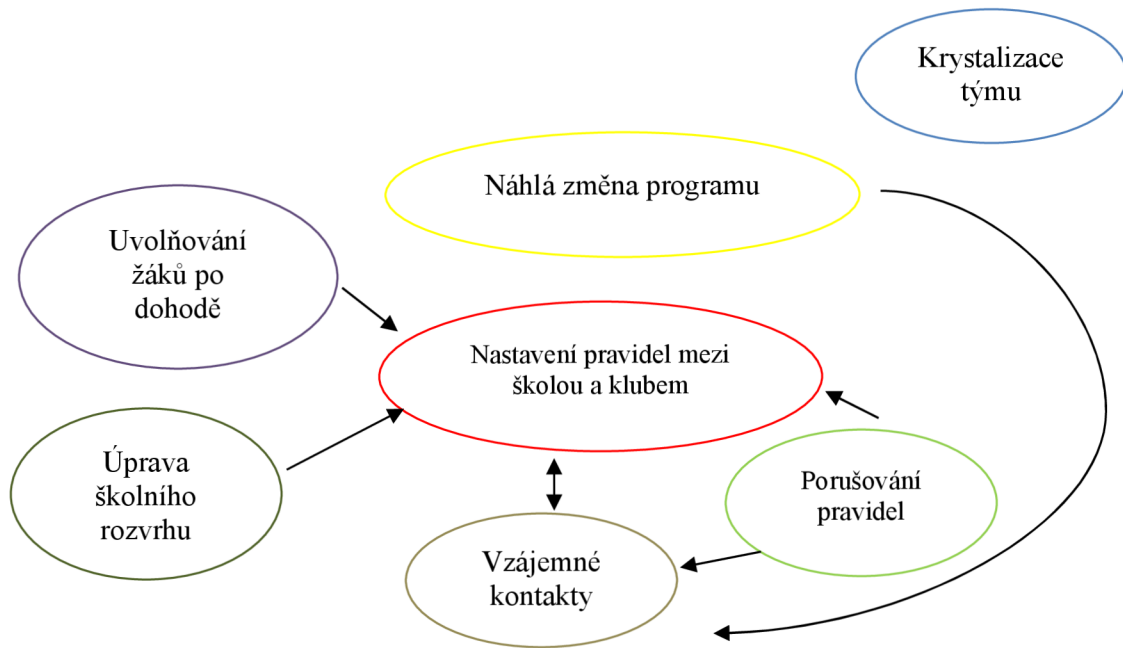 Krystalizace
týmu
Náhlá změna programu
Uvolňování
žáků po
dohodě
Nastavení pravidel mezi
školou a klubem
Úprava
školního
rozvrhu
Porušování
pravidel
Vzájemné
kontakty